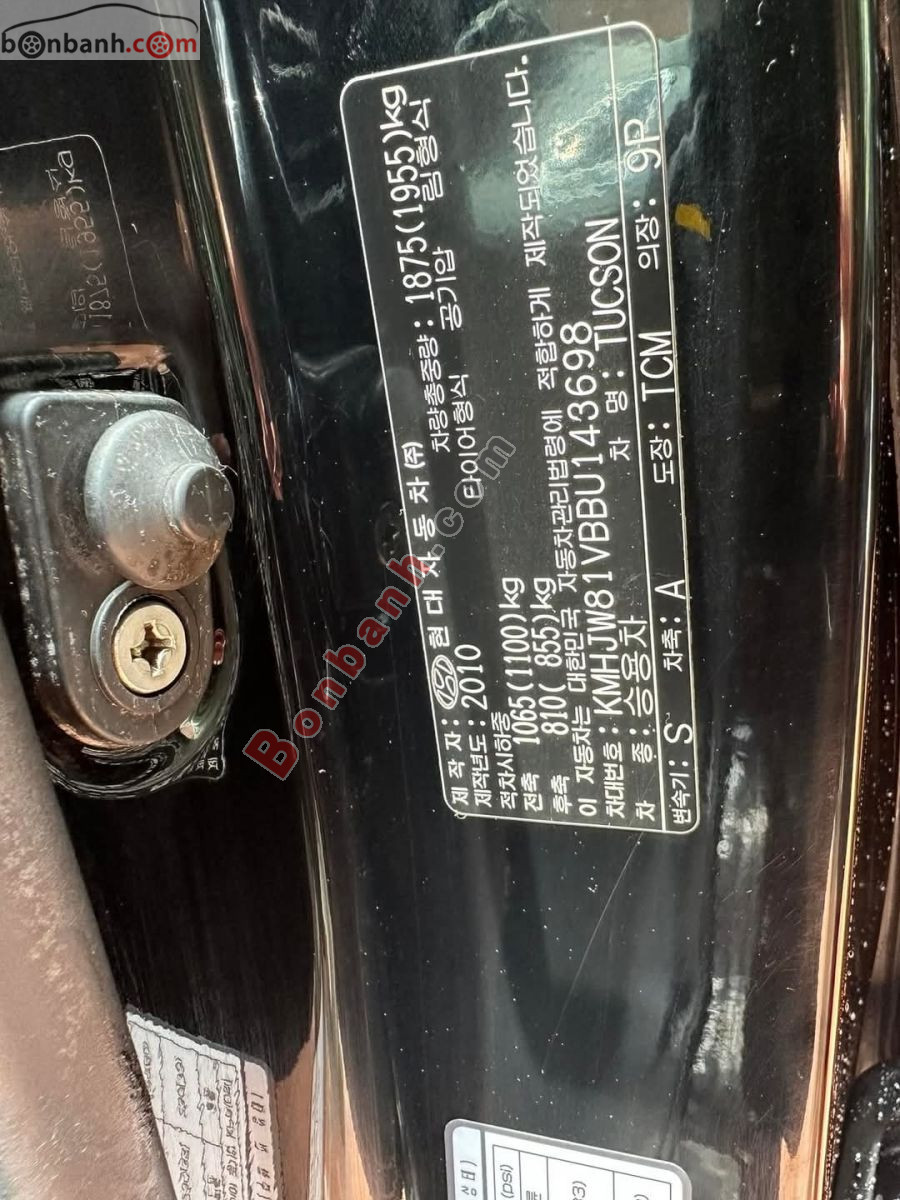 bonbanh.com
제 작 자: 현 대 자 동 차 (주)
제작년도: 2010 차량총중량: 1875(1955)kg
적차시하중 타이어형식 공기압 림형식
전축 1065(1100)kg
후축 810( 855)kg
이 자동차는 대한민국 자동차관리법령에 적합하게 제작되었습니다.
차대번호: KMHJW81VBBU143698
차 종: 승용차 차 명: TUCSON
변속기: S 차축: A 도장: TCM 의장: 9P
Bonbanh.com